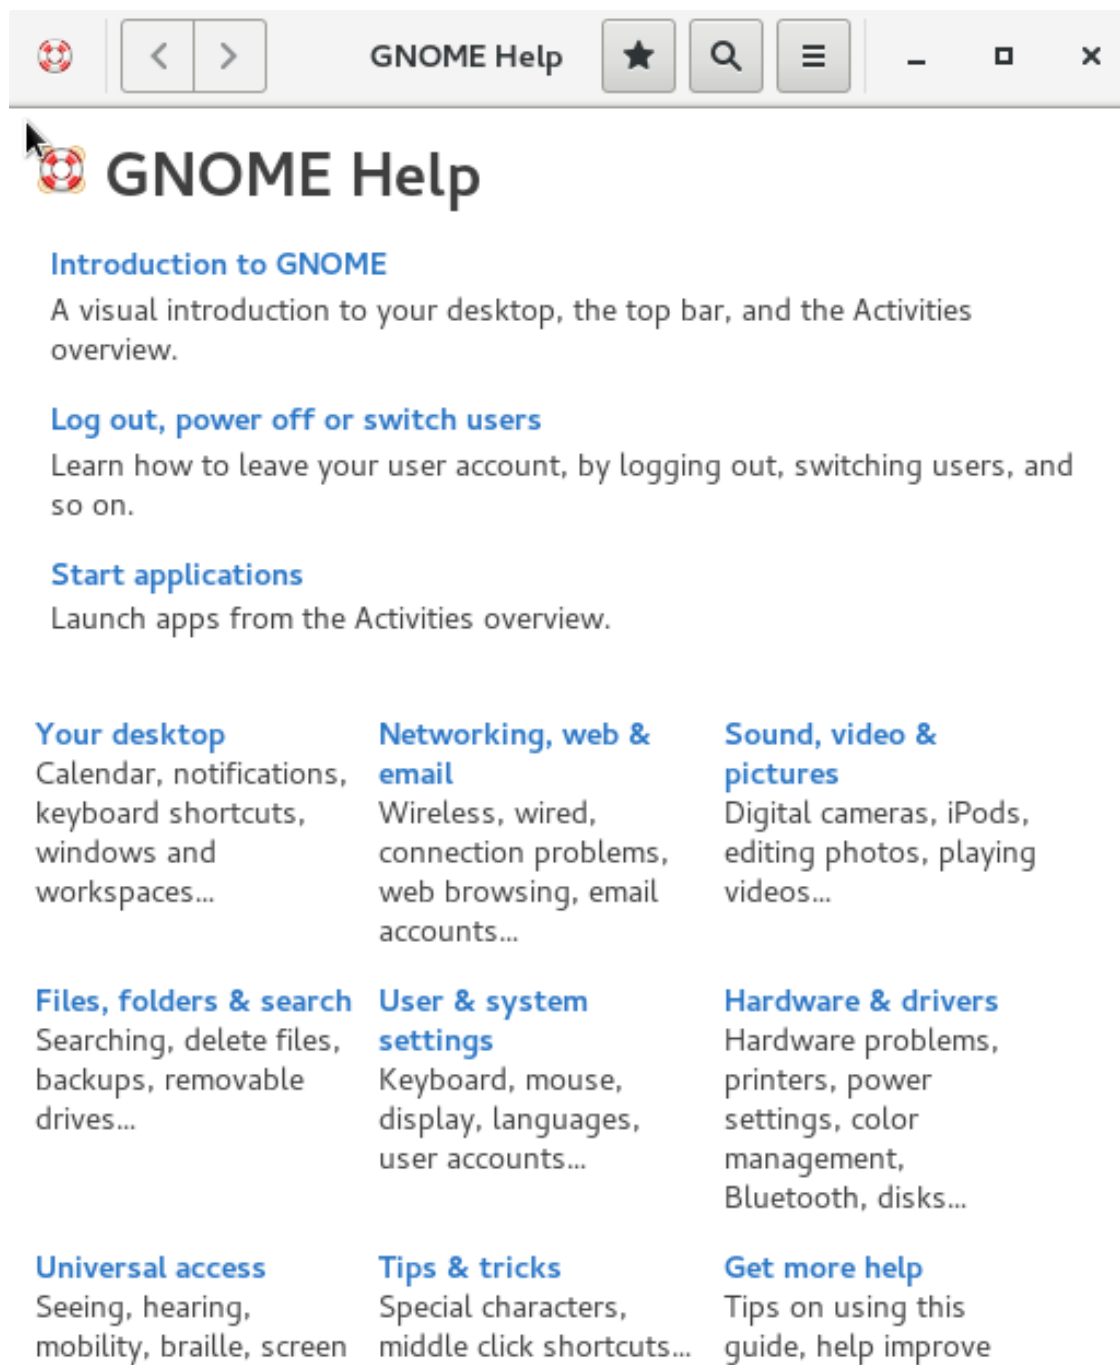 GNOME Help
GNOME Help
Introduction to GNOME
A visual introduction to your desktop, the top bar, and the Activities
overview.
Log out, power off or switch users
Learn how to leave your user account, by logging out, switching users, and
so on.
Start applications
Launch apps from the Activities overview.
Your desktop
Calendar, notifications,
keyboard shortcuts,
windows and
workspaces...
Networking, web &
email
Wireless, wired,
connection problems,
web browsing, email
accounts...
Sound, video &
pictures
Digital cameras, iPods,
editing photos, playing
videos...
Files, folders & search
Searching, delete files,
backups, removable
drives...
User & system
settings
Keyboard, mouse,
display, languages,
user accounts...
Hardware & drivers
Hardware problems,
printers, power
settings, color
management,
Bluetooth, disks...
Universal access
Seeing, hearing,
mobility, braille, screen
Tips & tricks
Special characters,
middle click shortcuts...
Get more help
Tips on using this
guide, help improve